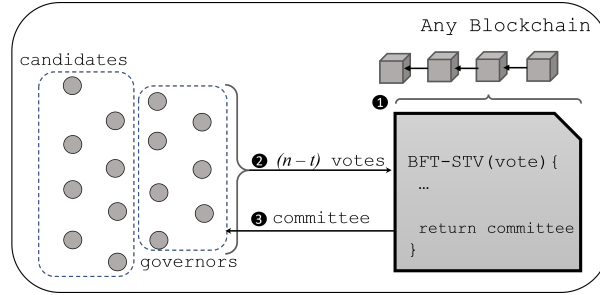 Any Blockchain
candidates
❶
❷ (n – t) votes
BFT-STV(vote){
…
❸ committee
return committee
}
governors